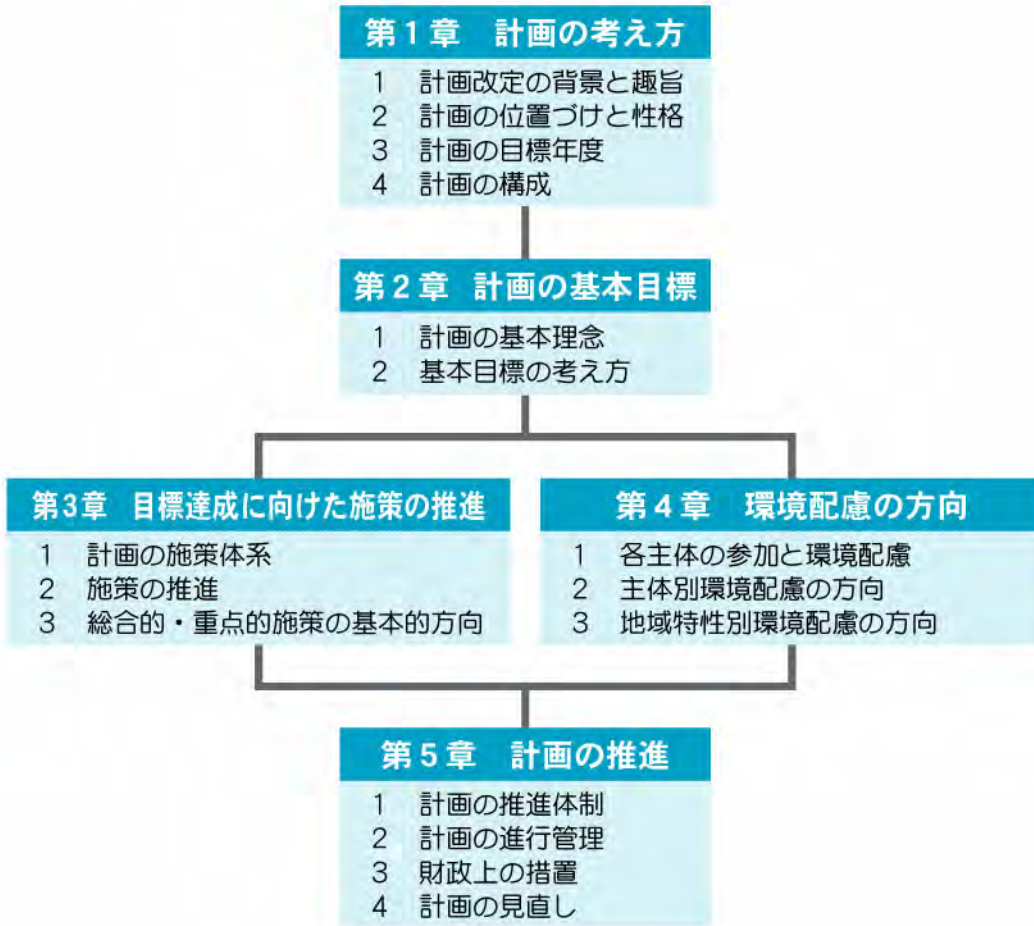 第1章　計画の考え方
1　計画改定の背景と趣旨
2　計画の位置づけと性格
3　計画の目標年度
4　計画の構成
第2章　計画の基本目標
1　計画の基本理念
2　基本目標の考え方
第3章　目標達成に向けた施策の推進
1　計画の施策体系
2　施策の推進
3　総合的・重点的施策の基本的方向
第4章　環境配慮の方向
1　各主体の参加と環境配慮
2　主体別環境配慮の方向
3　地域特性別環境配慮の方向
第5章　計画の推進
1　計画の推進体制
2　計画の進行管理
3　財政上の措置
4　計画の見直し